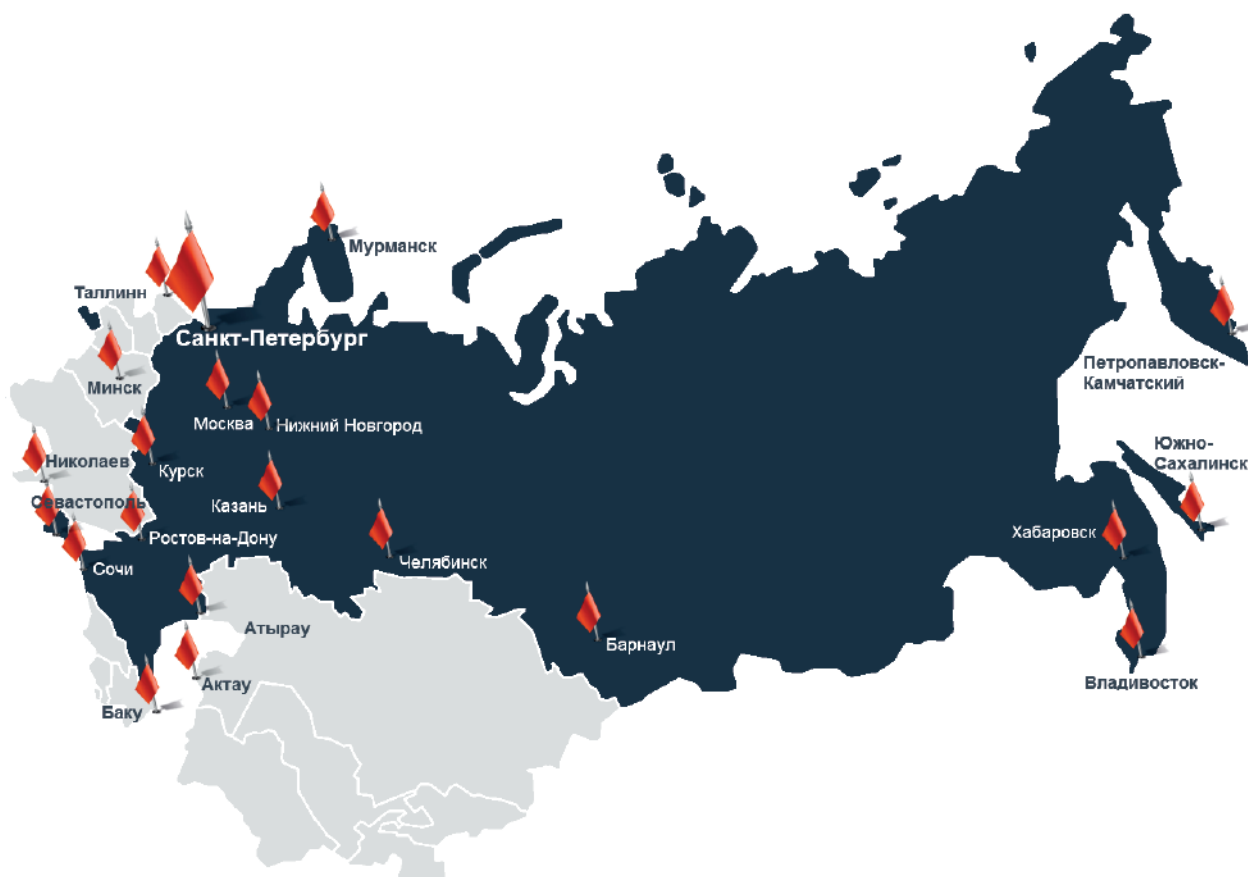 Мурманск
Таллинн
Санкт-Петербург
Минск
Москва
Нижний Новгород
Петропавловск-
Камчатский
Николаев
Курск
Южно-
Сахалинск
Севастополь
Казань
Ростов-на-Дону
Хабаровск
Сочи
Челябинск
Атырау
Барнаул
Актау
Владивосток
Баку